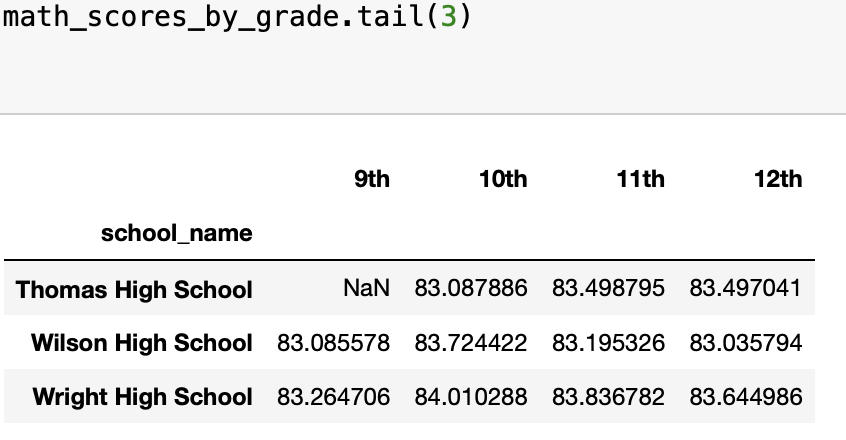 math_scores_by_grade.tail(3)
9th 10th 11th 12th
school_name
Thomas High School NaN 83.087886 83.498795 83.497041
Wilson High School 83.085578 83.724422 83.195326 83.035794
Wright High School 83.264706 84.010288 83.836782 83.644986